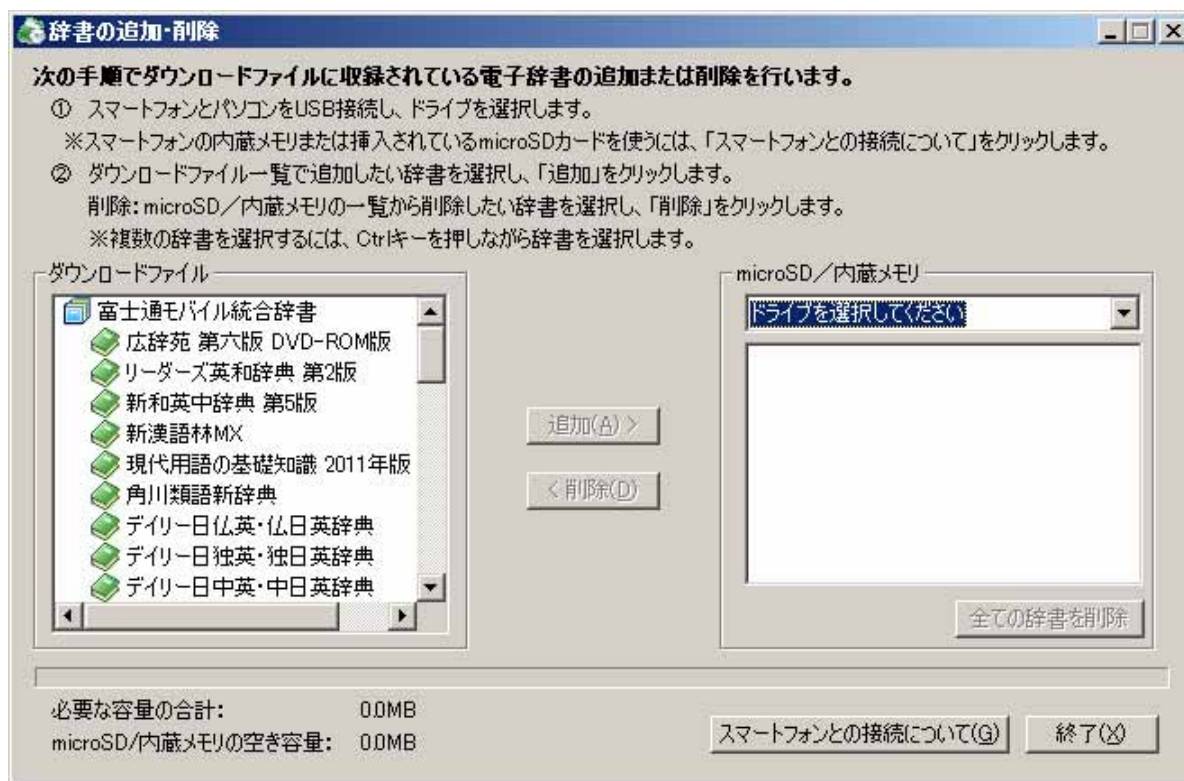 辞書の追加・削除
次の手順でダウンロードファイルに収録されている電子辞書の追加または削除を行います。
① スマートフォンとパソコンをUSB接続し、ドライブを選択します。
※スマートフォンの内蔵メモリまたは挿入されているmicroSDカードを使うには、「スマートフォンとの接続について」をクリックします。
② ダウンロードファイル一覧で追加したい辞書を選択し、「追加」をクリックします。
削除：microSD／内蔵メモリの一覧から削除したい辞書を選択し、「削除」をクリックします。
※複数の辞書を選択するには、Ctrlキーを押しながら辞書を選択します。
ダウンロードファイル
富士通モバイル統合辞書
広辞苑 第六版 DVD-ROM版
リーダーズ英和辞典 第2版
新和英中辞典 第5版
新漢語林MX
現代用語の基礎知識 2011年版
角川類語新辞典
デイリー日仏英・仏日英辞典
デイリー日独英・独日英辞典
デイリー日中英・中日英辞典
追加(A) >
< 削除(D)
microSD／内蔵メモリ
ドライブを選択してください
全ての辞書を削除
必要な容量の合計： 0.0MB
microSD/内蔵メモリの空き容量： 0.0MB
スマートフォンとの接続について(G)
終了(X)